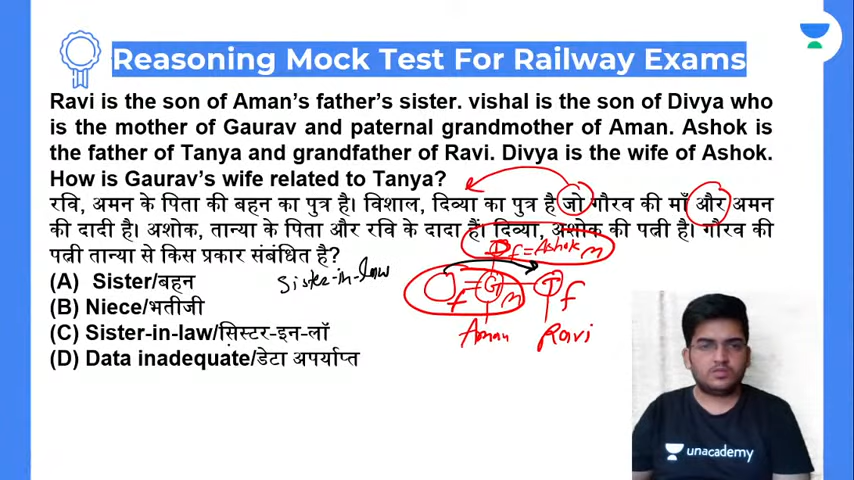 Reasoning Mock Test For Railway Exams
Ravi is the son of Aman's father's sister. vishal is the son of Divya who
is the mother of Gaurav and paternal grandmother of Aman. Ashok is
the father of Tanya and grandfather of Ravi. Divya is the wife of Ashok.
How is Gaurav's wife related to Tanya?
रवि, अमन के पिता की बहन का पुत्र है। विशाल, दिव्या का पुत्र है जो गौरव की माँ और अमन
की दादी है। अशोक, तान्या के पिता और रवि के दादा हैं। दिव्या, अशोक की पत्नी है। गौरव की
पत्नी तान्या से किस प्रकार संबंधित है?
D f = Ashok m
(A) Sister/बहन
Sister-in-law
f = G m T f
(B) Niece/भतीजी
(C) Sister-in-law/सिस्टर-इन-लॉ
Aman Ravi
(D) Data inadequate/डेटा अपर्याप्त
unacademy